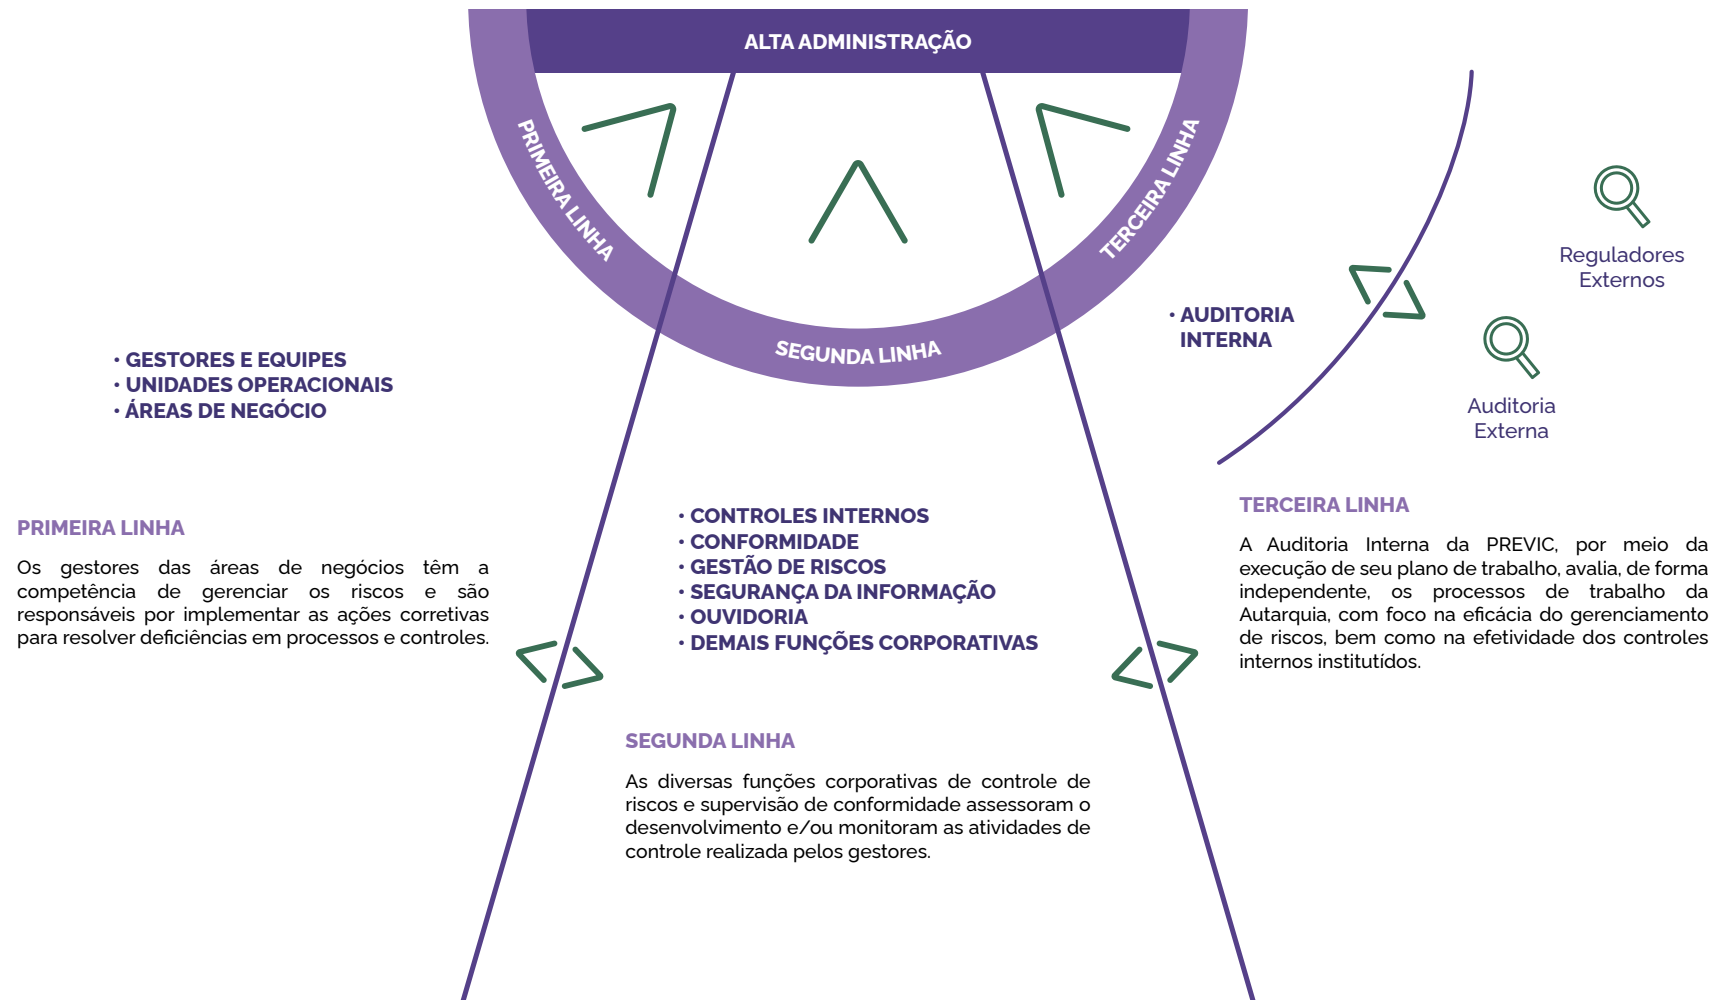 ALTA ADMINISTRAÇÃO
PRIMEIRA LINHA
SEGUNDA LINHA
TERCEIRA LINHA
• GESTORES E EQUIPES
• UNIDADES OPERACIONAIS
• ÁREAS DE NEGÓCIO
PRIMEIRA LINHA
Os gestores das áreas de negócios têm a
competência de gerenciar os riscos e são
responsáveis por implementar as ações corretivas
para resolver deficiências em processos e controles.
• CONTROLES INTERNOS
• CONFORMIDADE
• GESTÃO DE RISCOS
• SEGURANÇA DA INFORMAÇÃO
• OUVIDORIA
• DEMAIS FUNÇÕES CORPORATIVAS
SEGUNDA LINHA
As diversas funções corporativas de controle de
riscos e supervisão de conformidade assessoram o
desenvolvimento e/ou monitoram as atividades de
controle realizada pelos gestores.
• AUDITORIA
INTERNA
Reguladores
Externos
Auditoria
Externa
TERCEIRA LINHA
A Auditoria Interna da PREVIC, por meio da
execução de seu plano de trabalho, avalia, de forma
independente, os processos de trabalho da
Autarquia, com foco na eficácia do gerenciamento
de riscos, bem como na efetividade dos controles
internos institutídos.